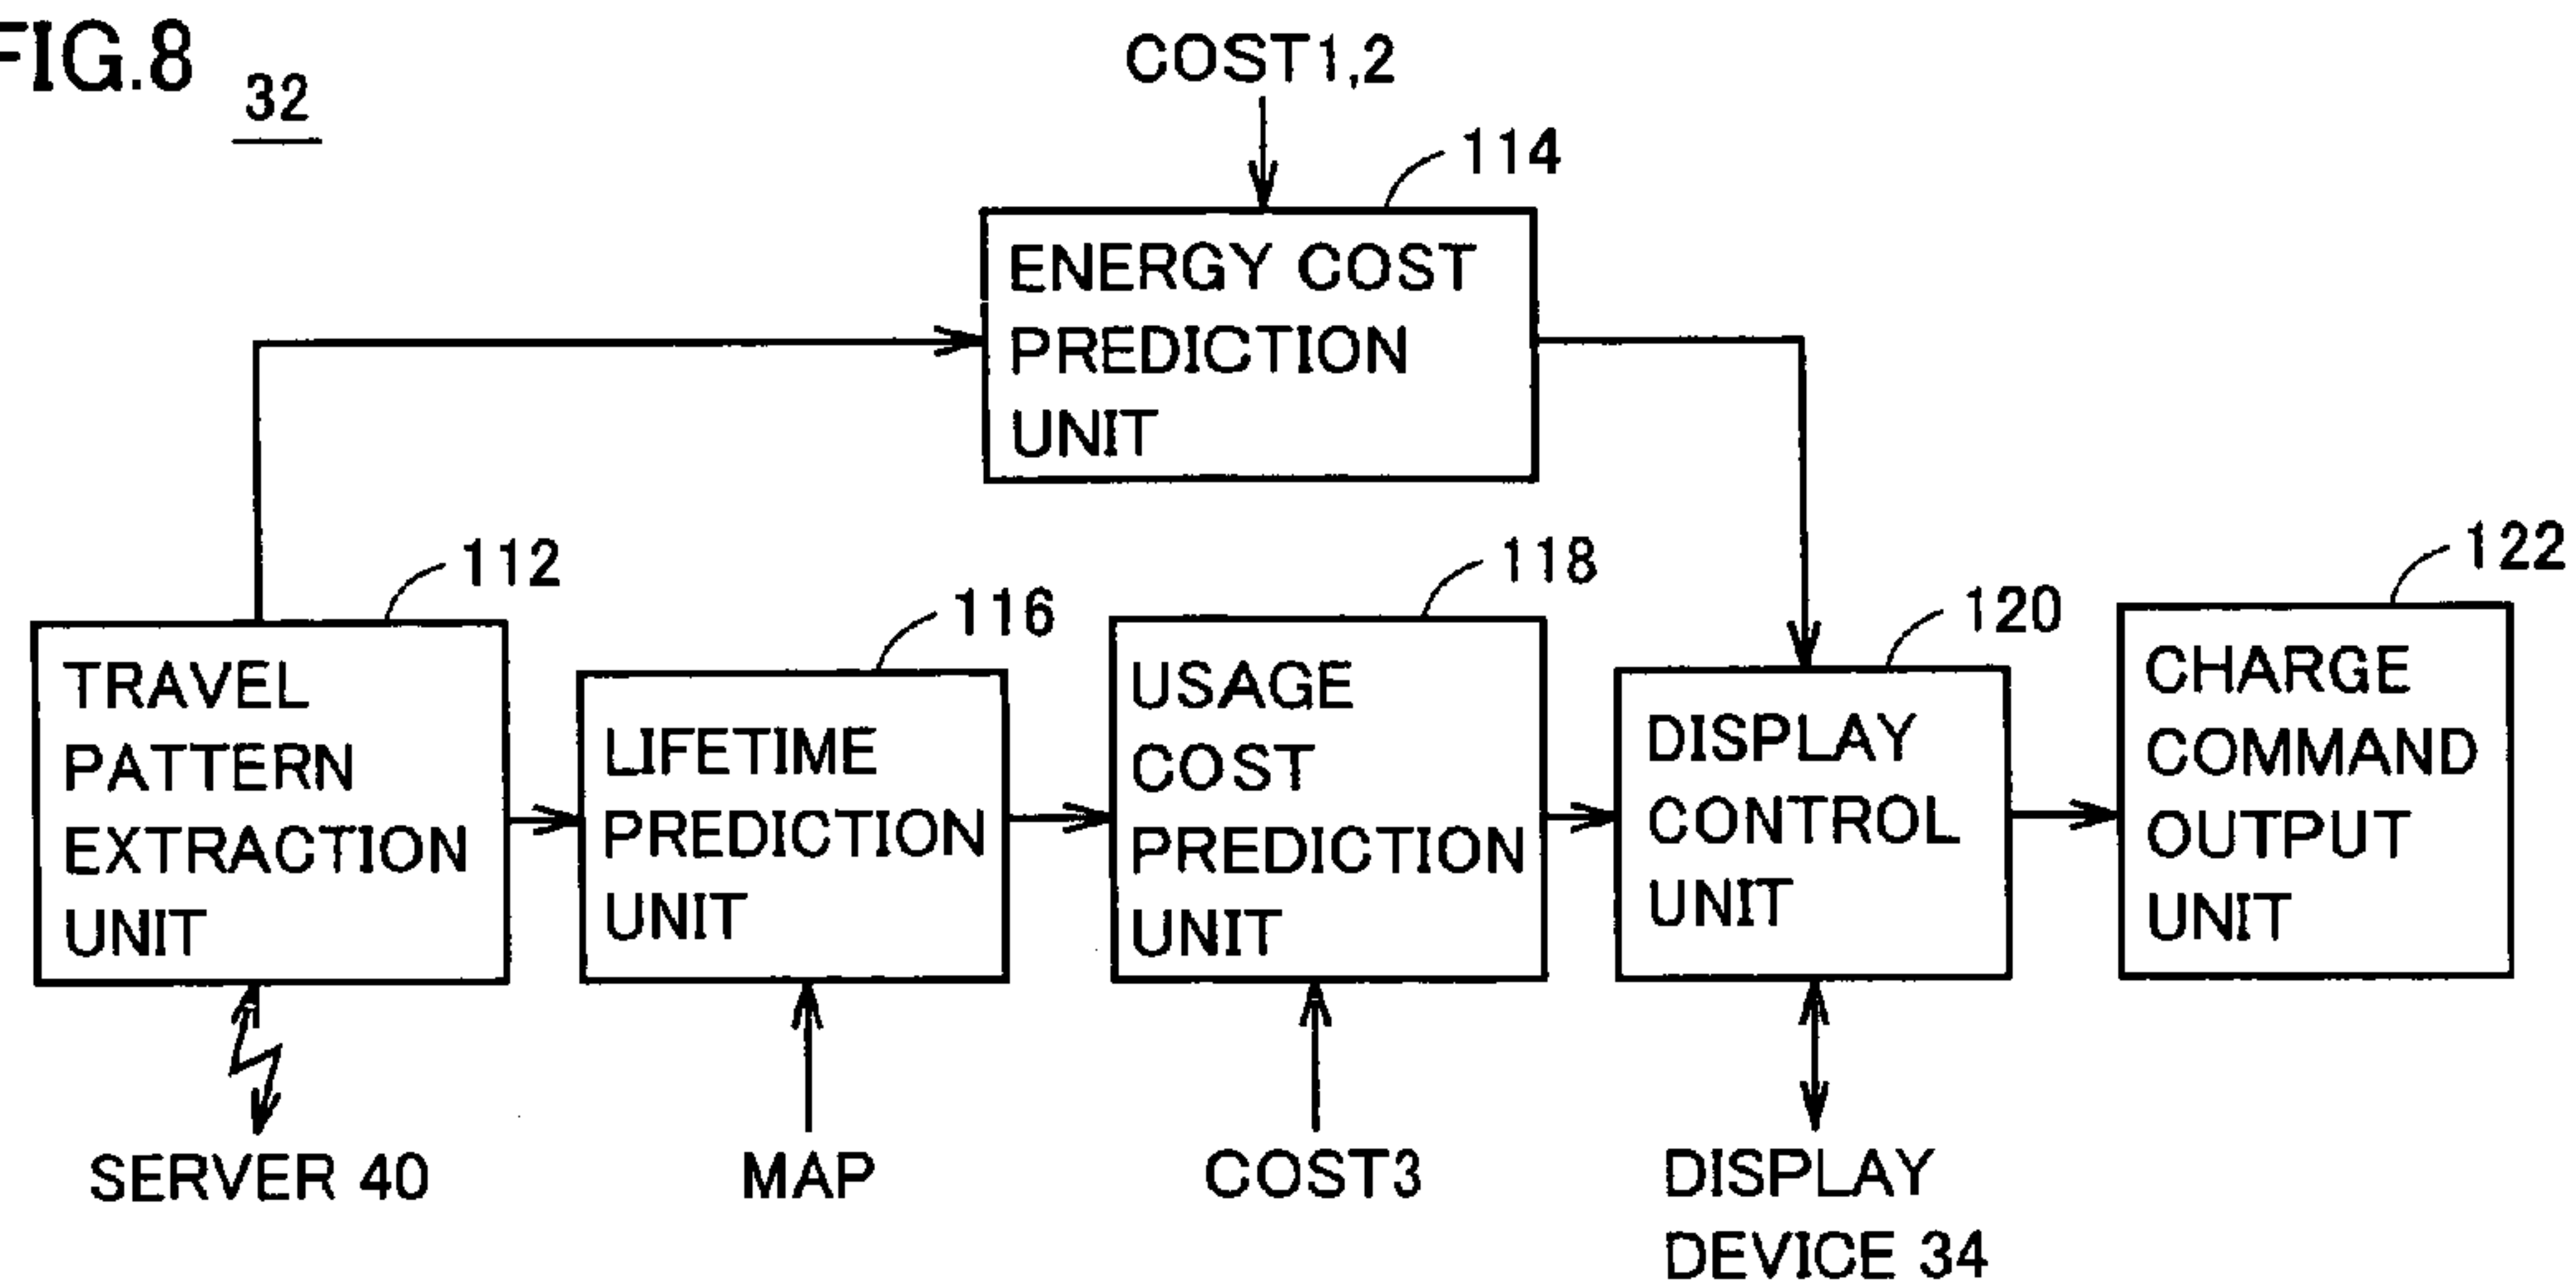 FIG.8
32
COST1,2
114
ENERGY COST
PREDICTION
UNIT
112
TRAVEL
PATTERN
EXTRACTION
UNIT
116
LIFETIME
PREDICTION
UNIT
118
USAGE
COST
PREDICTION
UNIT
120
DISPLAY
CONTROL
UNIT
122
CHARGE
COMMAND
OUTPUT
UNIT
SERVER 40
MAP
COST3
DISPLAY
DEVICE 34